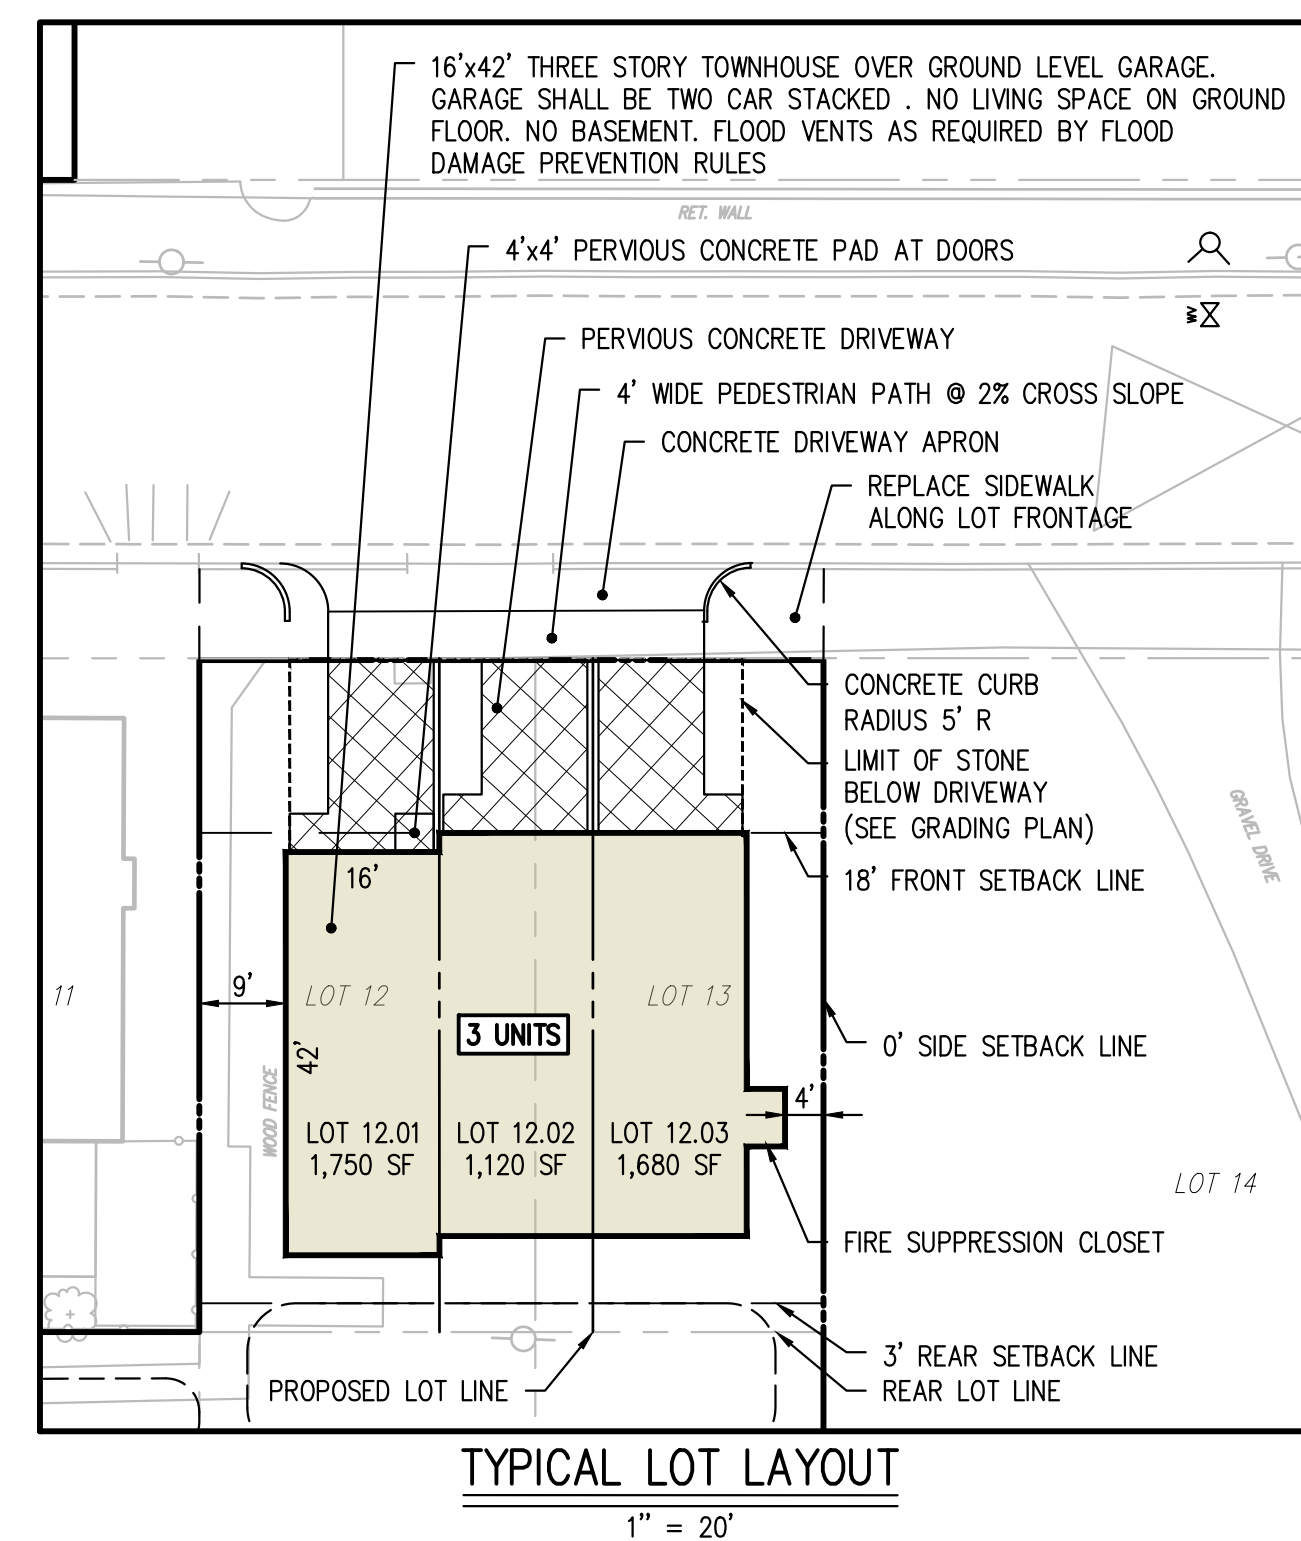 16'x42' THREE STORY TOWNHOUSE OVER GROUND LEVEL GARAGE.
GARAGE SHALL BE TWO CAR STACKED . NO LIVING SPACE ON GROUND
FLOOR. NO BASEMENT. FLOOD VENTS AS REQUIRED BY FLOOD
DAMAGE PREVENTION RULES
RET. WALL
4'x4' PERVIOUS CONCRETE PAD AT DOORS
WV
PERVIOUS CONCRETE DRIVEWAY
4' WIDE PEDESTRIAN PATH @ 2% CROSS SLOPE
CONCRETE DRIVEWAY APRON
REPLACE SIDEWALK
ALONG LOT FRONTAGE
CONCRETE CURB
RADIUS 5' R
LIMIT OF STONE
BELOW DRIVEWAY
(SEE GRADING PLAN)
GRAVEL DRIVE
18' FRONT SETBACK LINE
16'
9'
11
LOT 12
LOT 13
3 UNITS
42'
0' SIDE SETBACK LINE
WOOD FENCE
4'
LOT 12.01
1,750 SF
LOT 12.02
1,120 SF
LOT 12.03
1,680 SF
LOT 14
FIRE SUPPRESSION CLOSET
3' REAR SETBACK LINE
PROPOSED LOT LINE
REAR LOT LINE
TYPICAL LOT LAYOUT
1" = 20'